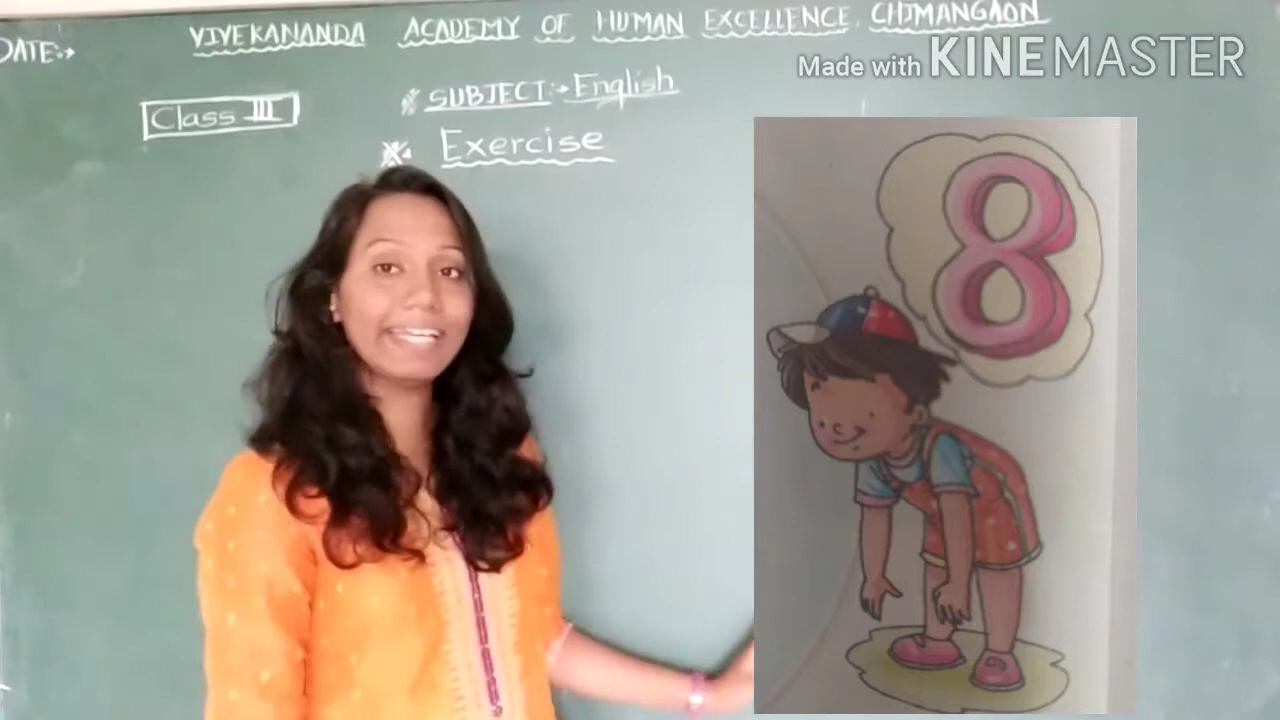 DATE:→
VIVEKANANDA ACADEMY OF HUMAN EXCELLENCE, CHIMANGAON
Made with KINEMASTER
Class III
SUBJECT:→ English
Exercise
8